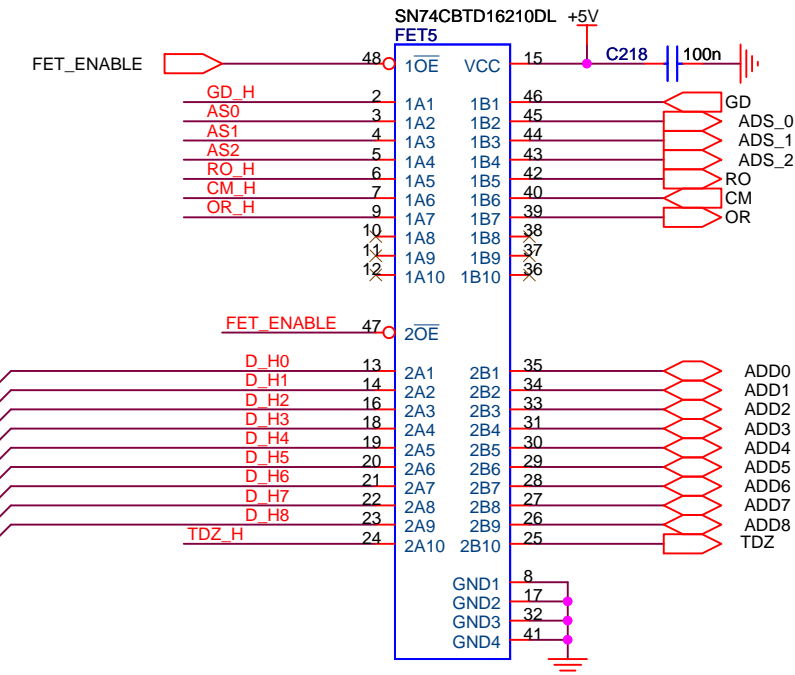 SN74CBTD16210DL +5V
FET5
FET_ENABLE 48 1OE VCC 15 C218 100n
GD_H 2 1A1 1B1 46 GD
AS0 3 1A2 1B2 45 ADS_0
AS1 4 1A3 1B3 44 ADS_1
AS2 5 1A4 1B4 43 ADS_2
RO_H 6 1A5 1B5 42 RO
CM_H 7 1A6 1B6 40 CM
OR_H 9 1A7 1B7 39 OR
10 1A8 1B8 38
11 1A9 1B9 37
12 1A10 1B10 36
FET_ENABLE 47 2OE
D_H0 13 2A1 2B1 35 ADD0
D_H1 14 2A2 2B2 34 ADD1
D_H2 16 2A3 2B3 33 ADD2
D_H3 18 2A4 2B4 31 ADD3
D_H4 19 2A5 2B5 30 ADD4
D_H5 20 2A6 2B6 29 ADD5
D_H6 21 2A7 2B7 28 ADD6
D_H7 22 2A8 2B8 27 ADD7
D_H8 23 2A9 2B9 26 ADD8
TDZ_H 24 2A10 2B10 25 TDZ
GND1 8
GND2 17
GND3 32
GND4 41